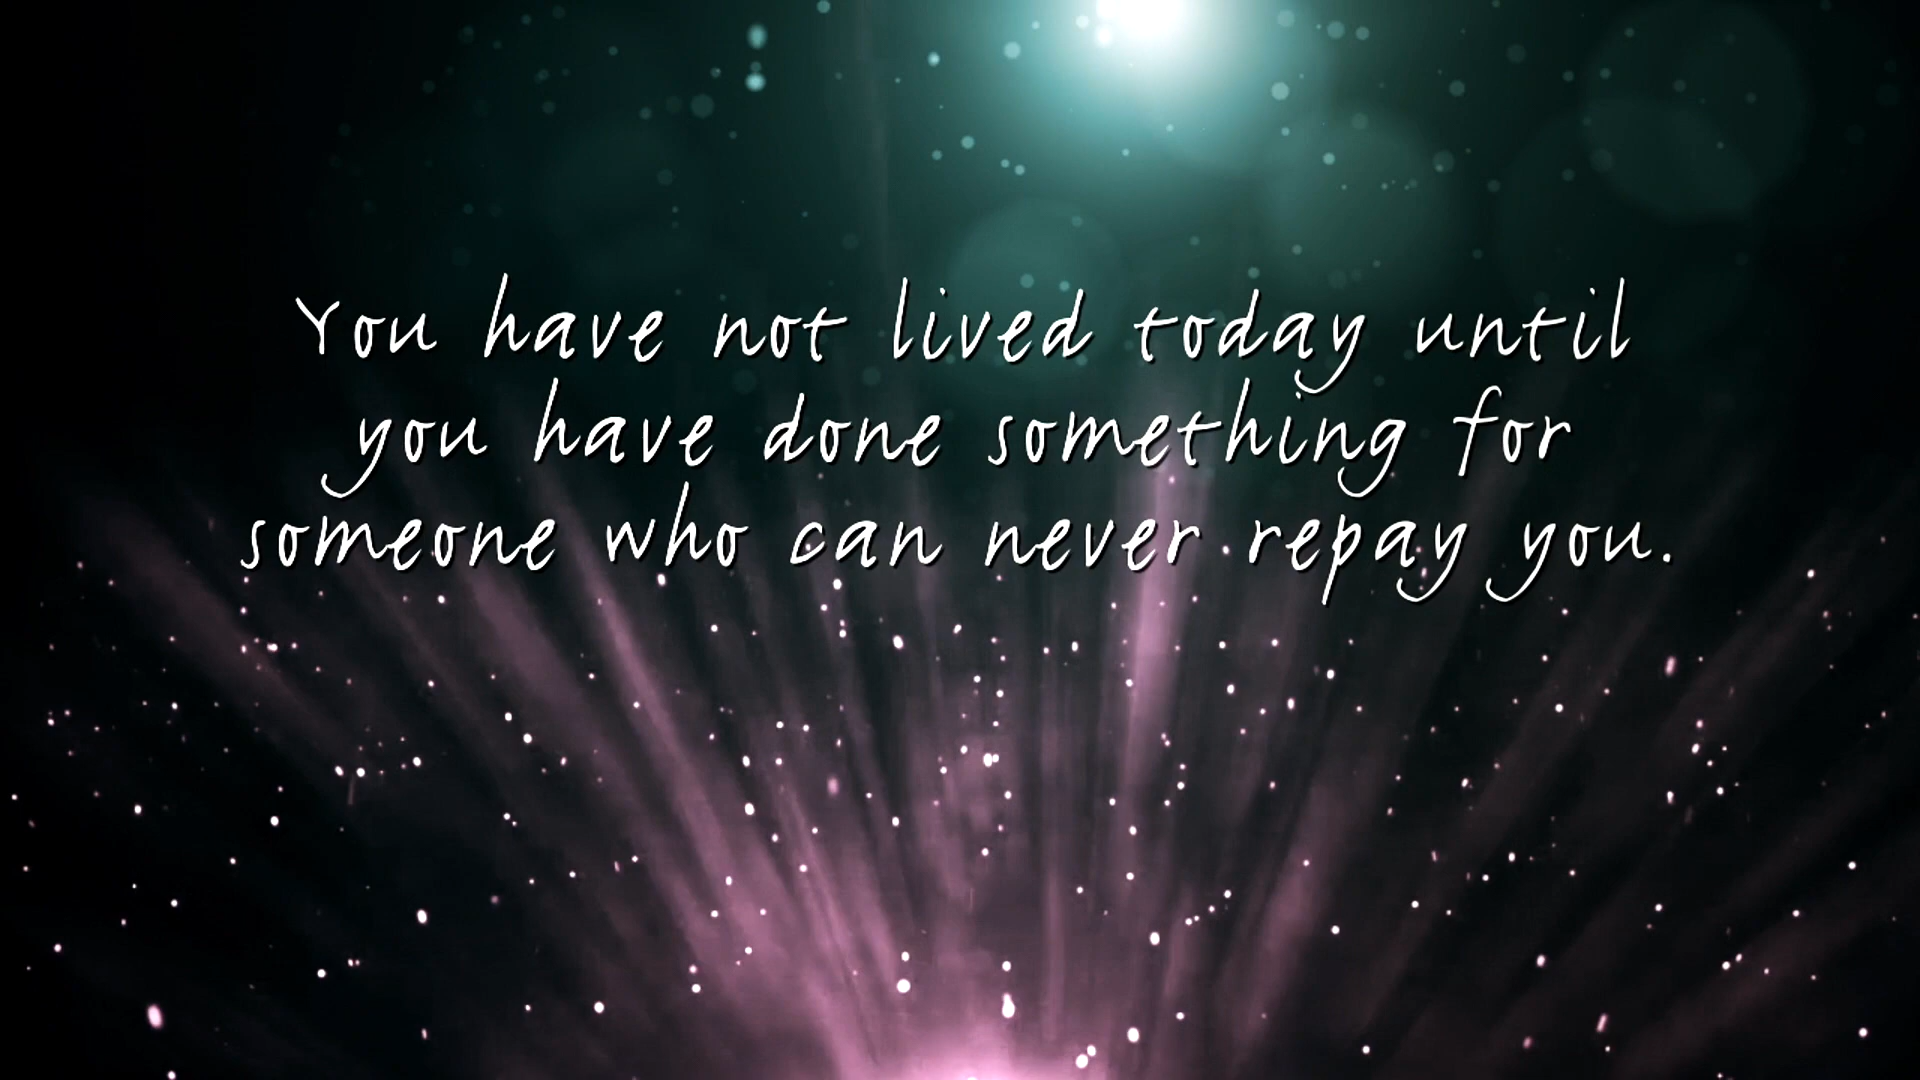 You have not lived today until
you have done something for
someone who can never repay you.